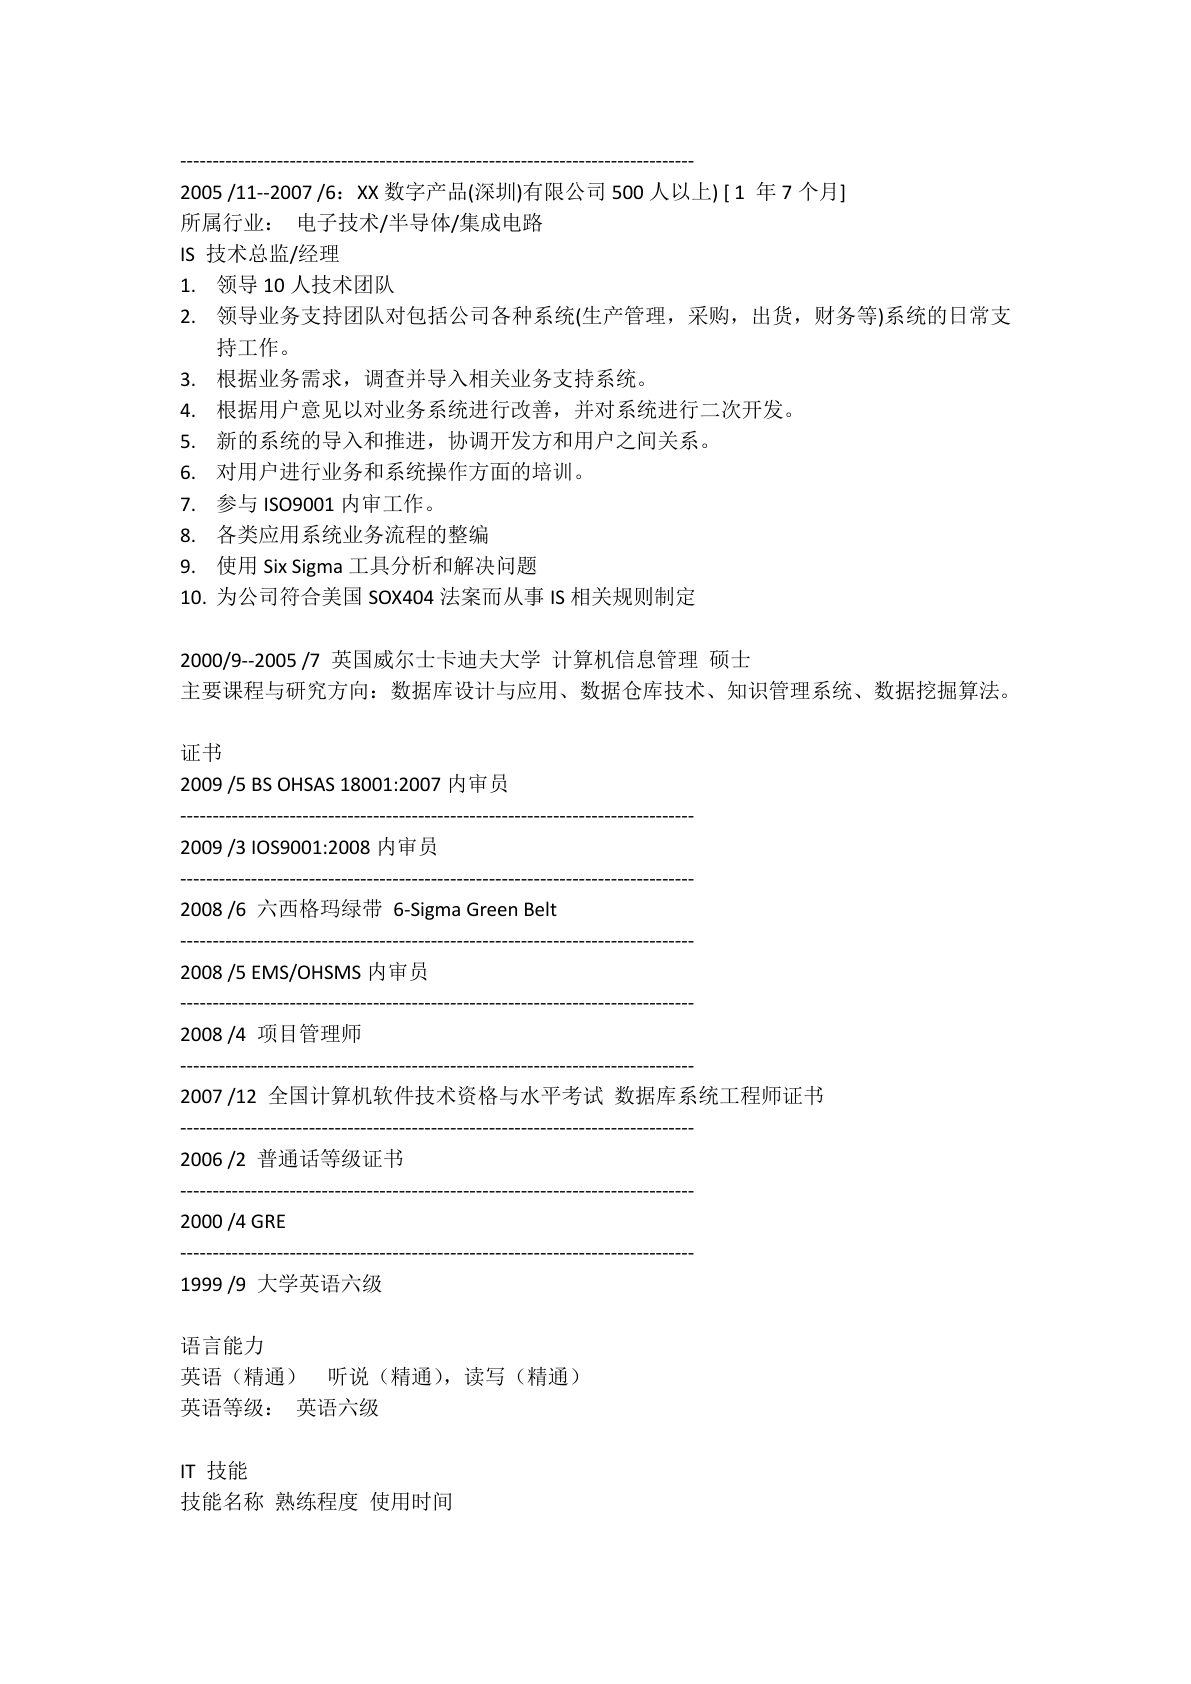 --------------------------------------------------------------------------------
2005 /11--2007 /6：XX 数字产品(深圳)有限公司 500 人以上) [ 1 年 7 个月]
所属行业： 电子技术/半导体/集成电路
IS 技术总监/经理
1. 领导 10 人技术团队
2. 领导业务支持团队对包括公司各种系统(生产管理，采购，出货，财务等)系统的日常支
持工作。
3. 根据业务需求，调查并导入相关业务支持系统。
4. 根据用户意见以对业务系统进行改善，并对系统进行二次开发。
5. 新的系统的导入和推进，协调开发方和用户之间关系。
6. 对用户进行业务和系统操作方面的培训。
7. 参与 ISO9001 内审工作。
8. 各类应用系统业务流程的整编
9. 使用 Six Sigma 工具分析和解决问题
10. 为公司符合美国 SOX404 法案而从事 IS 相关规则制定
2000/9--2005 /7 英国威尔士卡迪夫大学 计算机信息管理 硕士
主要课程与研究方向：数据库设计与应用、数据仓库技术、知识管理系统、数据挖掘算法。
证书
2009 /5 BS OHSAS 18001:2007 内审员
--------------------------------------------------------------------------------
2009 /3 IOS9001:2008 内审员
--------------------------------------------------------------------------------
2008 /6 六西格玛绿带 6-Sigma Green Belt
--------------------------------------------------------------------------------
2008 /5 EMS/OHSMS 内审员
--------------------------------------------------------------------------------
2008 /4 项目管理师
--------------------------------------------------------------------------------
2007 /12 全国计算机软件技术资格与水平考试 数据库系统工程师证书
--------------------------------------------------------------------------------
2006 /2 普通话等级证书
--------------------------------------------------------------------------------
2000 /4 GRE
--------------------------------------------------------------------------------
1999 /9 大学英语六级
语言能力
英语（精通） 听说（精通），读写（精通）
英语等级： 英语六级
IT 技能
技能名称 熟练程度 使用时间